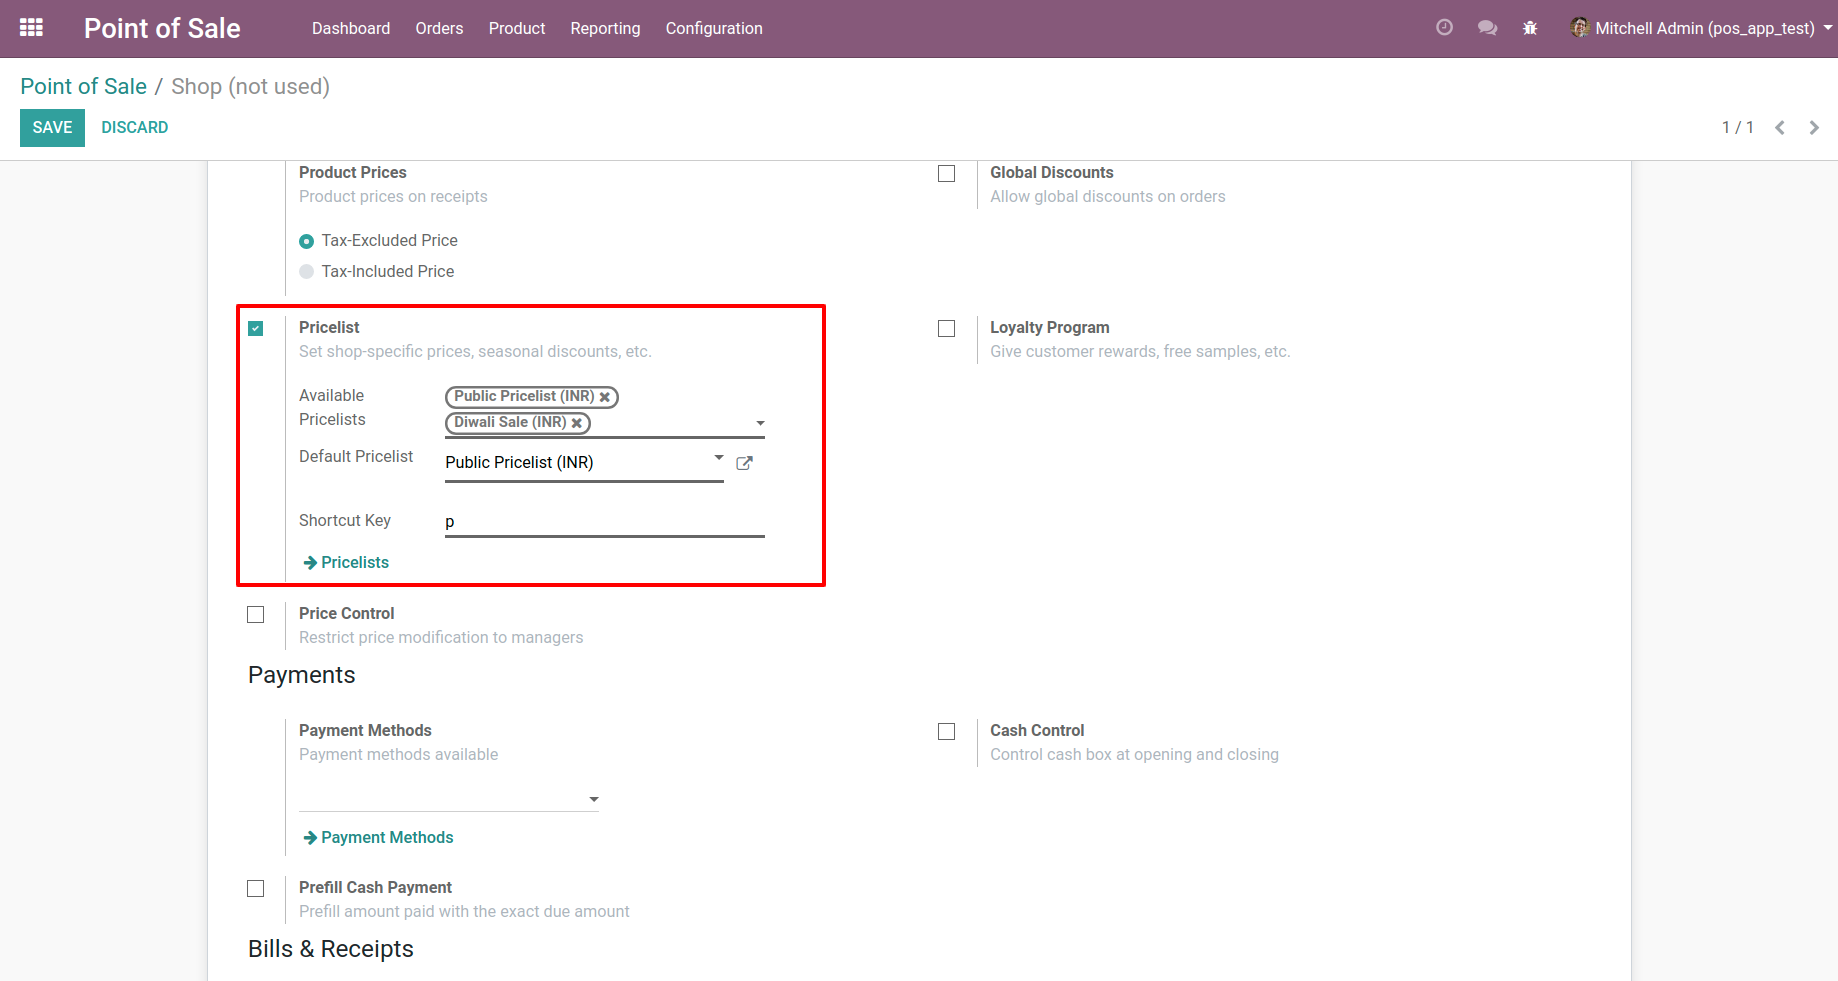 Point of Sale Dashboard Orders Product Reporting Configuration Mitchell Admin (pos_app_test)
Point of Sale / Shop (not used)
SAVE DISCARD 1 / 1
Product Prices
Product prices on receipts
Tax-Excluded Price
Tax-Included Price
Global Discounts
Allow global discounts on orders
Pricelist
Set shop-specific prices, seasonal discounts, etc.
Available Pricelists
Public Pricelist (INR)
Diwali Sale (INR)
Default Pricelist Public Pricelist (INR)
Shortcut Key p
Pricelists
Loyalty Program
Give customer rewards, free samples, etc.
Price Control
Restrict price modification to managers
Payments
Payment Methods
Payment methods available
Payment Methods
Cash Control
Control cash box at opening and closing
Prefill Cash Payment
Prefill amount paid with the exact due amount
Bills & Receipts